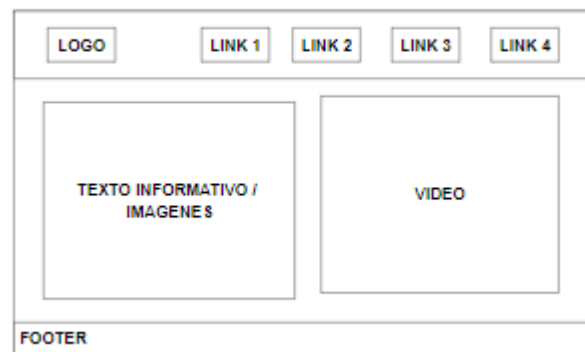 LOGO
LINK 1
LINK 2
LINK 3
LINK 4
TEXTO INFORMATIVO /
IMAGENES
VIDEO
FOOTER